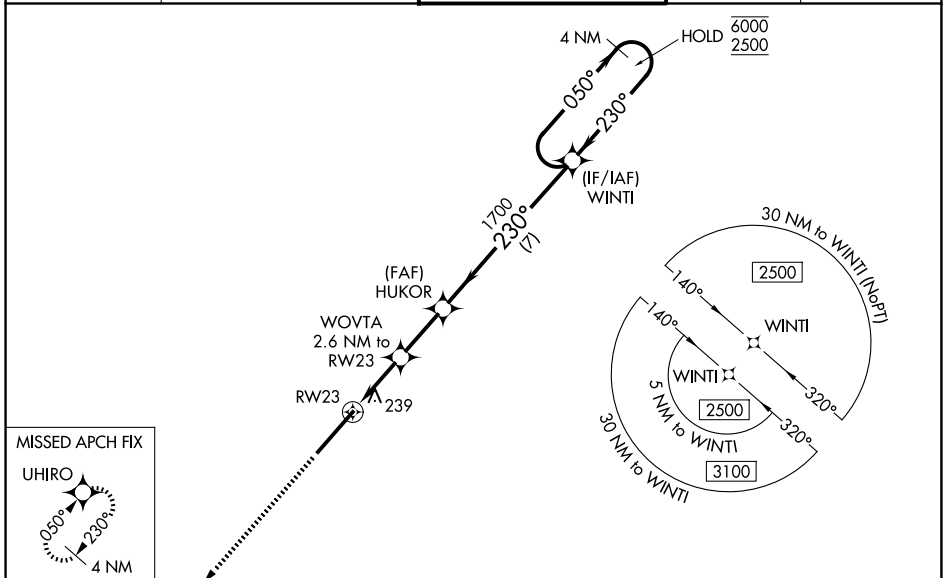 4 NM
HOLD
6000
2500
050°
230°
(IF/IAF)
WINTI
1700
230°
(7)
(FAF)
HUKOR
WOVTA
2.6 NM to
RW23
RW23
239
30 NM to WINTI (NoPT)
2500
140°
WINTI
320°
140°
WINTI
2500
5 NM to WINTI
320°
3100
30 NM to WINTI
MISSED APCH FIX
UHIRO
050°
230°
4 NM